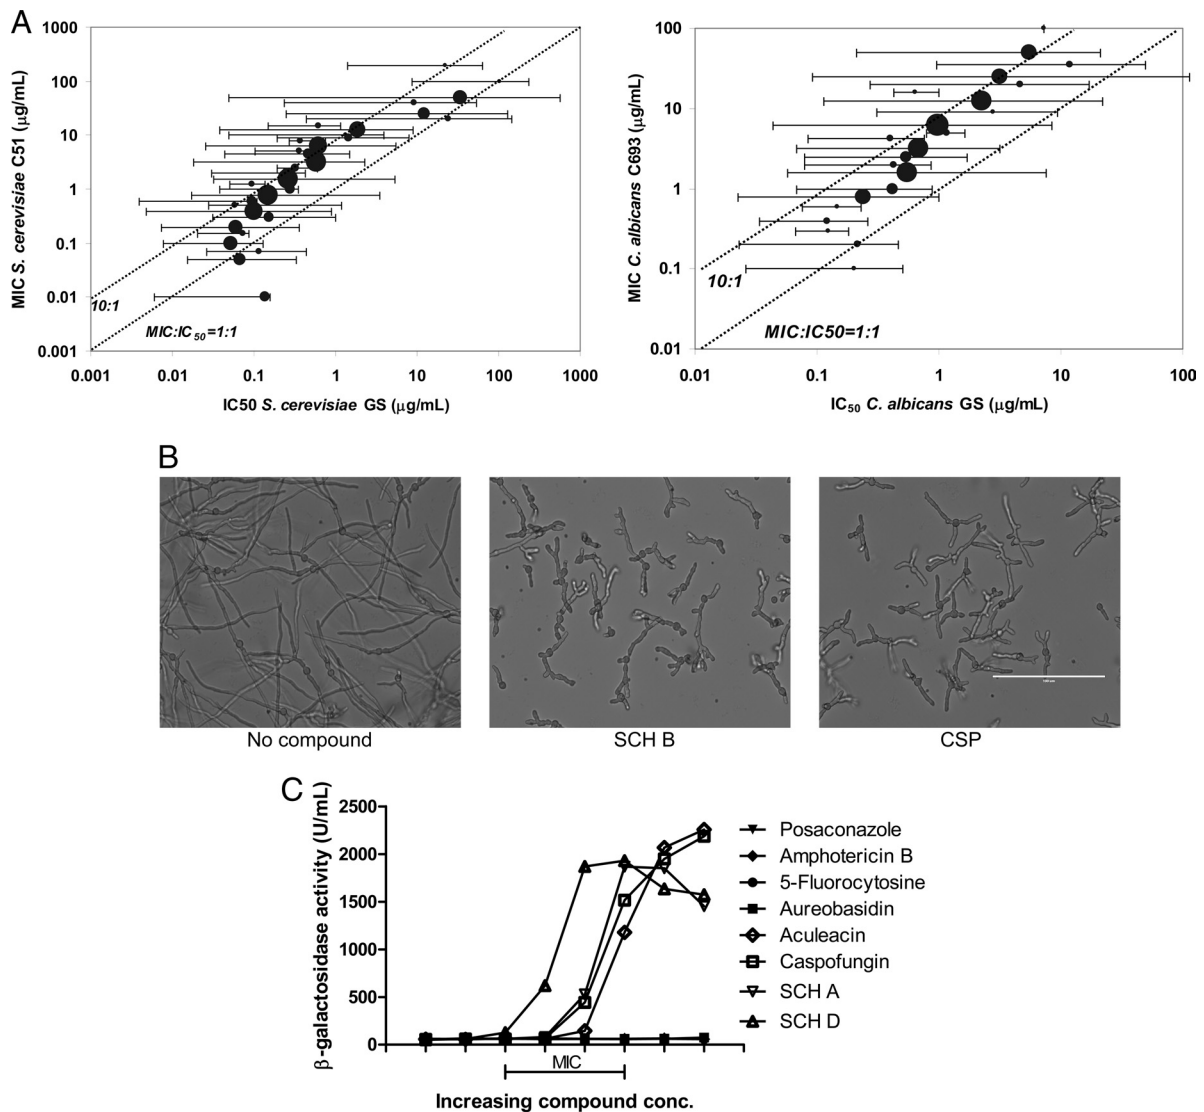 A
MIC S. cerevisiae C51 (µg/mL)
1000
100
10
1
0.1
0.01
0.001
10:1
MIC:IC50=1:1
0.001 0.01 0.1 1 10 100 1000
IC50 S. cerevisiae GS (µg/mL)
MIC C. albicans C693 (µg/mL)
100
10
1
0.1
0.01
10:1
MIC:IC50=1:1
0.1 1 10 100
IC50 C. albicans GS (µg/mL)
B
No compound
SCH B
CSP
C
β-galactosidase activity (U/mL)
2500
2000
1500
1000
500
0
MIC
Increasing compound conc.
Posaconazole
Amphotericin B
5-Fluorocytosine
Aureobasidin
Aculeacin
Caspofungin
SCH A
SCH D